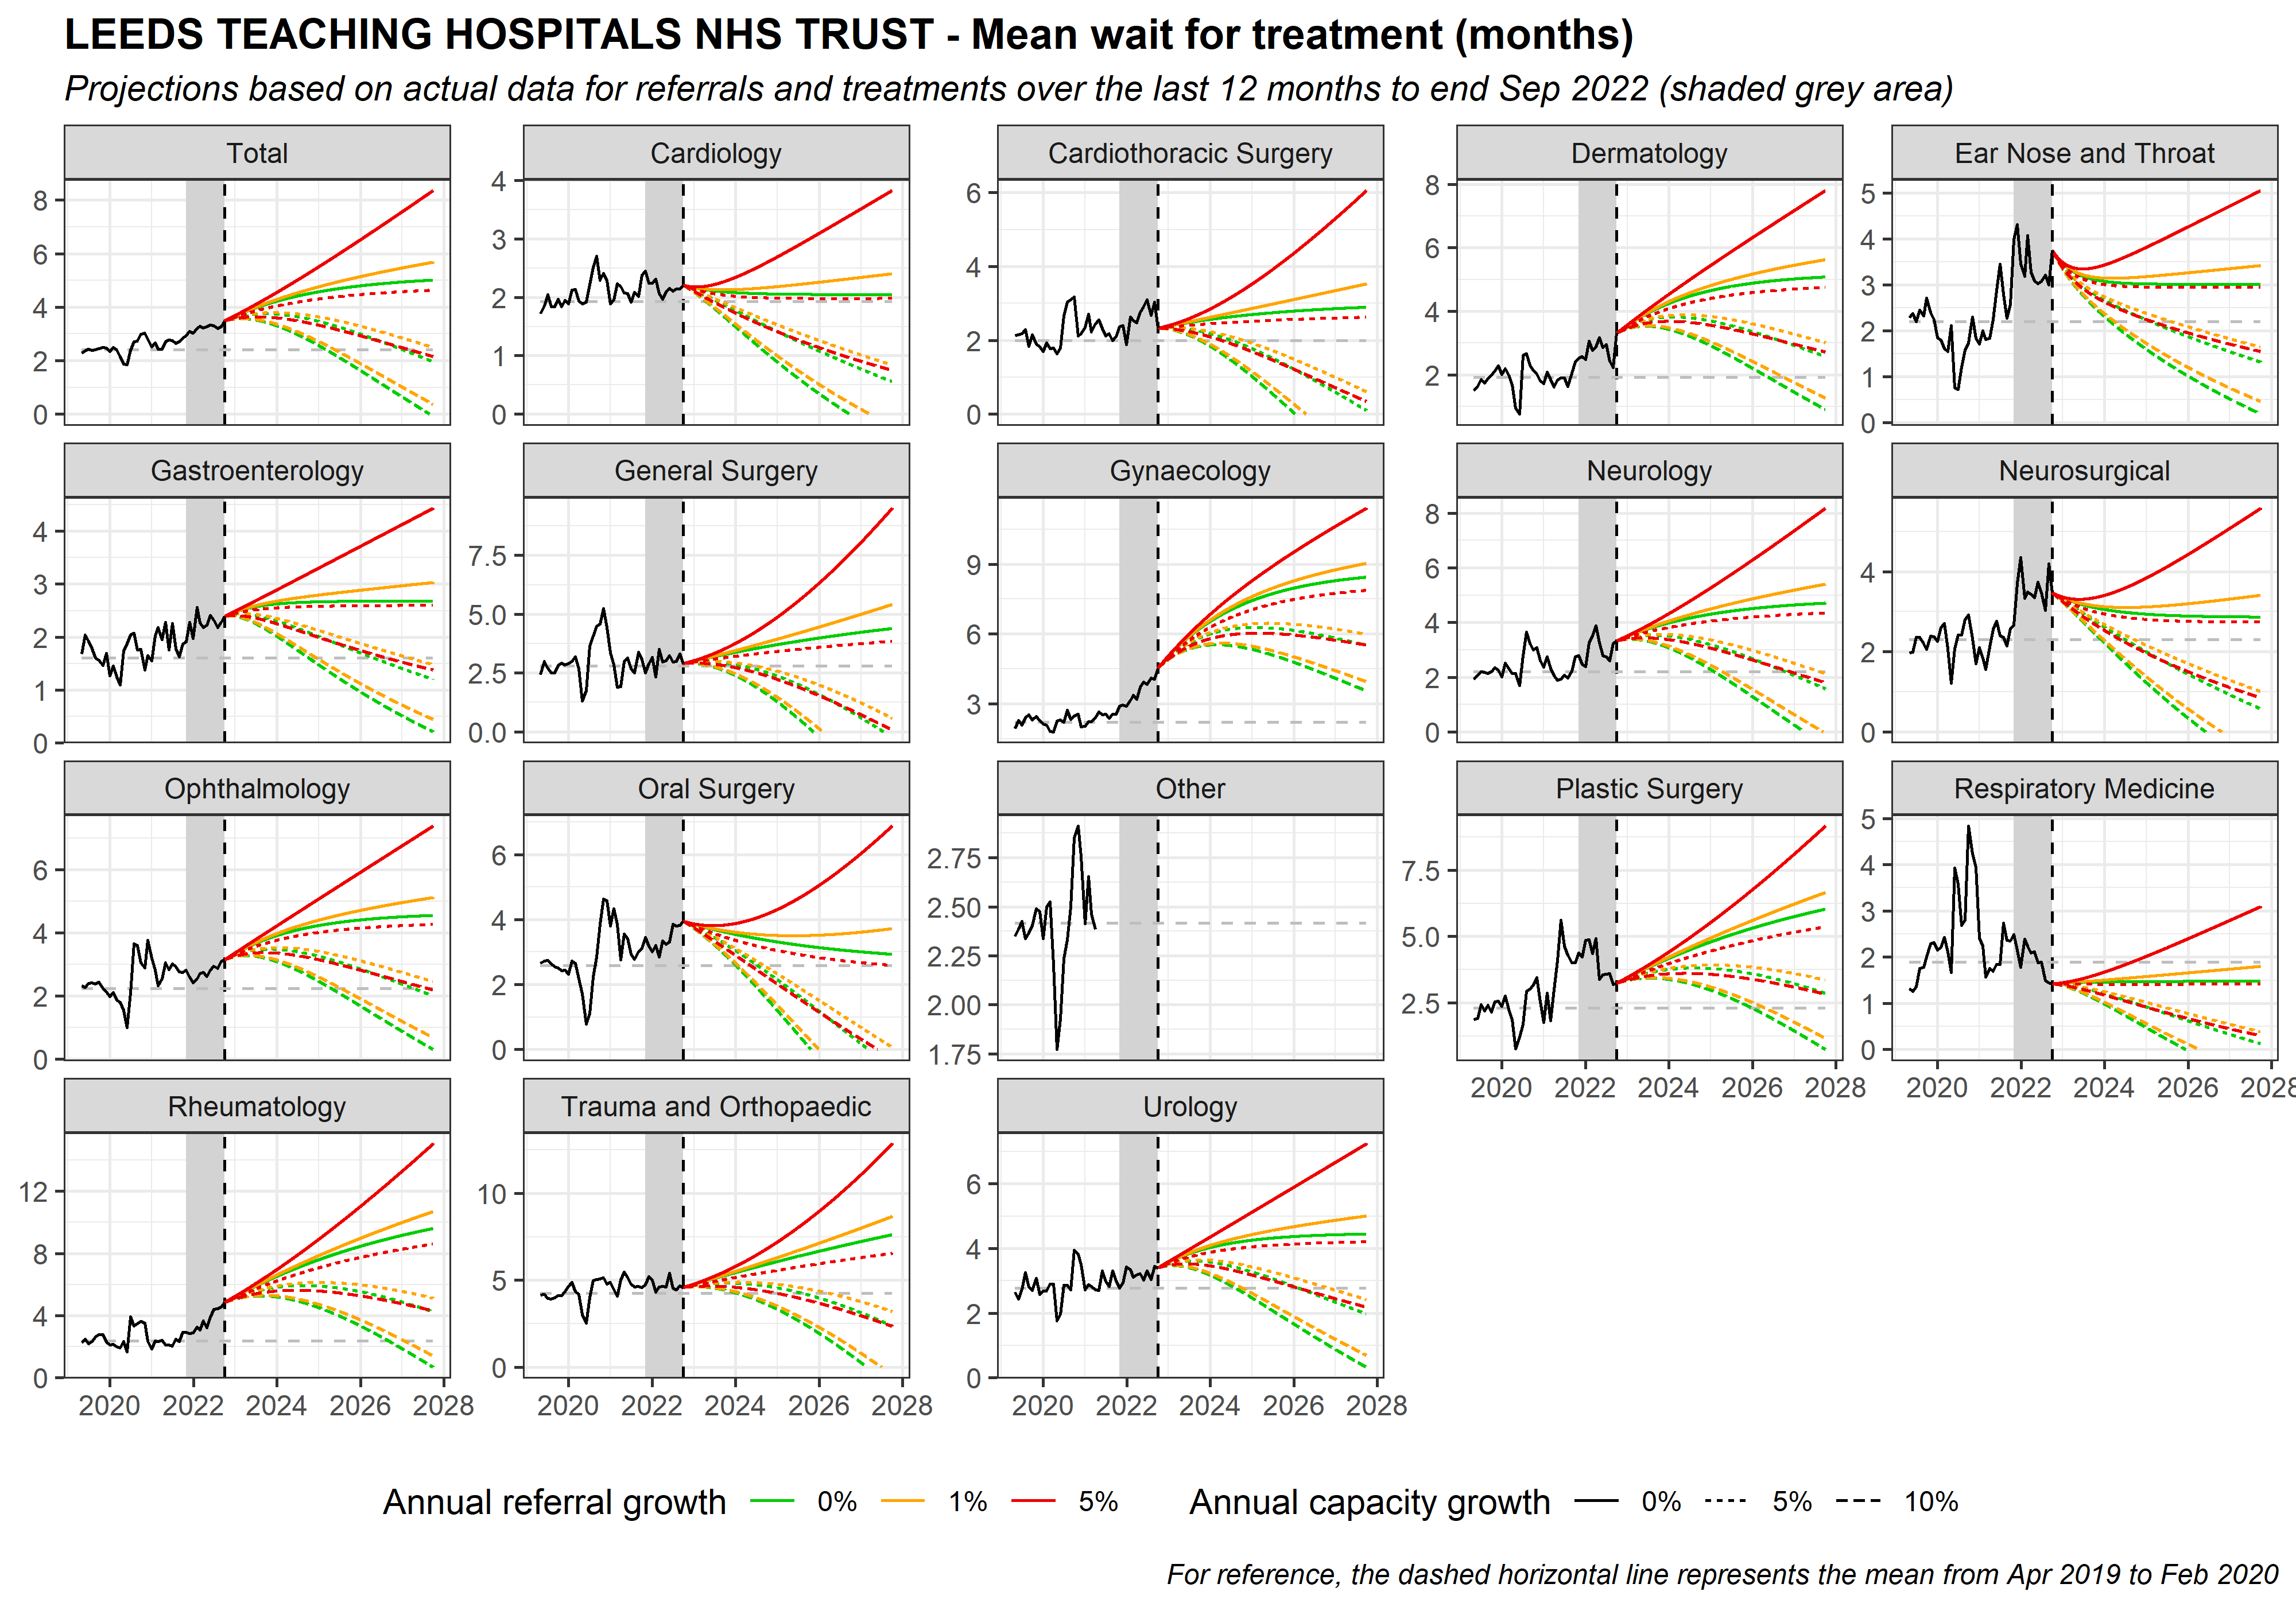 LEEDS TEACHING HOSPITALS NHS TRUST - Mean wait for treatment (months)
Projections based on actual data for referrals and treatments over the last 12 months to end Sep 2022 (shaded grey area)
Total
8
6
4
2
0
Cardiology
4
3
2
1
0
Cardiothoracic Surgery
6
4
2
0
Dermatology
8
6
4
2
Ear Nose and Throat
5
4
3
2
1
0
Gastroenterology
4
3
2
1
0
General Surgery
7.5
5.0
2.5
0.0
Gynaecology
9
6
3
Neurology
8
6
4
2
0
Neurosurgical
4
2
0
Ophthalmology
6
4
2
0
Oral Surgery
6
4
2
0
Other
2.75
2.50
2.25
2.00
1.75
Plastic Surgery
7.5
5.0
2.5
2020 2022 2024 2026 2028
Respiratory Medicine
5
4
3
2
1
0
2020 2022 2024 2026 2028
Rheumatology
12
8
4
0
2020 2022 2024 2026 2028
Trauma and Orthopaedic
10
5
0
2020 2022 2024 2026 2028
Urology
6
4
2
0
2020 2022 2024 2026 2028
Annual referral growth 0% 1% 5% Annual capacity growth 0% 5% 10%
For reference, the dashed horizontal line represents the mean from Apr 2019 to Feb 2020